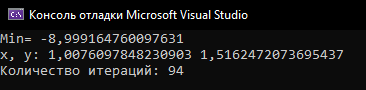 Консоль отладки Microsoft Visual Studio
Min= -8,999164760097631
x, y: 1,0076097848230903 1,5162472073695437
Количество итераций: 94